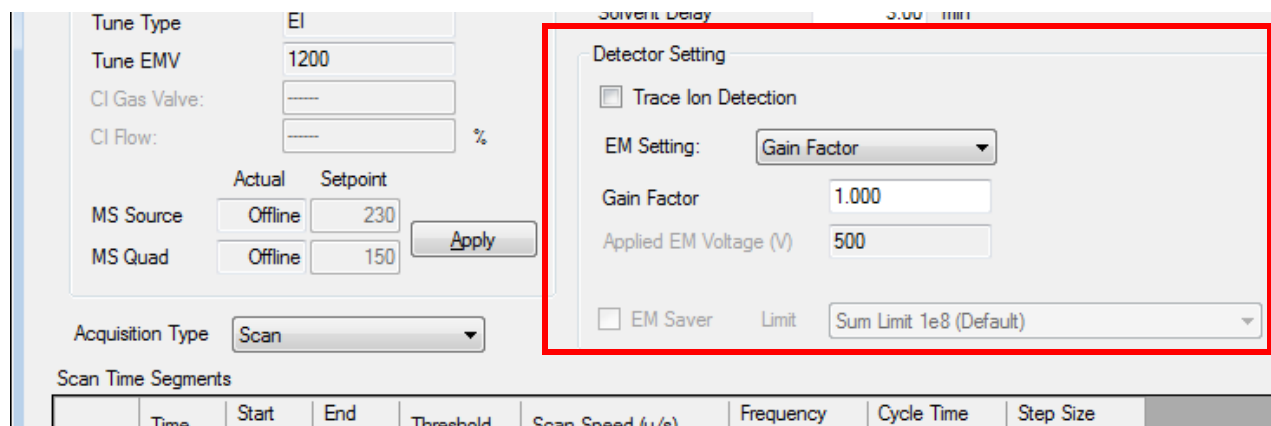 Tune Type EI
Tune EMV 1200
CI Gas Valve: ------
CI Flow: ------ %
Actual Setpoint
MS Source Offline 230
MS Quad Offline 150
Apply
Acquisition Type Scan
Solvent Delay 3.00 min
Detector Setting
Trace Ion Detection
EM Setting: Gain Factor
Gain Factor 1.000
Applied EM Voltage (V) 500
EM Saver Limit Sum Limit 1e8 (Default)
Scan Time Segments
Time Start End Threshold Scan Speed (u/s) Frequency Cycle Time Step Size